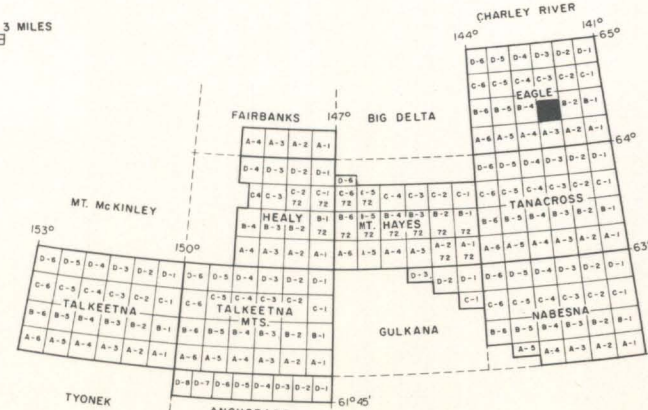 3 MILES
CHARLEY RIVER
144° 141°
65°
D-6 D-5 D-4 D-3 D-2 D-1
C-6 C-5 C-4 C-3 C-2 C-1
EAGLE
B-6 B-5 B-4 B-2 B-1
A-6 A-5 A-4 A-3 A-2 A-1
64°
FAIRBANKS 147° BIG DELTA
A-4 A-3 A-2 A-1
D-4 D-3 D-2 D-1
D-6
C4 C-3 C-2 72 C-1 72
C-6 72 I-5 72 C-4 C-3 C-2 C-1
HEALY
B-4 B-3 B-2 B-1 72
MT. HAYES
B-6 72 I-5 72 B-4 72 B-3 72 B-2 72 B-1 72
A-4 A-3 A-2 A-1
A-6 I-5 A-4 A-3 A-2 72 A-1 72
D-6 D-5 D-4 D-3 D-2 D-1
C-6 C-5 C-4 C-3 C-2 C-1
TANACROSS
B-6 B-5 B-4 B-3 B-2 B-1
A-6 A-5 A-4 A-3 A-2 A-1
63°
MT. McKINLEY
153° 150°
D-6 D-5 D-4 D-3 D-2 D-1
C-6 C-5 C-4 C-3 C-2 C-1
TALKEETNA
B-6 B-5 B-4 B-3 B-2 B-1
A-6 A-5 A-4 A-3 A-2 A-1
D-6 D-5 D-4 D-3 D-2 D-1
C-6 C-5 C-4 C-3 C-2 C-1
TALKEETNA
MTS.
B-6 B-5 B-4 B-3 B-2 B-1
A-6 A-5 A-4 A-3 A-2 A-1
D-3 D-2 D-1
C-1
GULKANA
D-6 D-5 D-4 D-3 D-2 D-1
C-6 C-5 C-4 C-3 C-2 C-1
NABESNA
B-6 B-5 B-4 B-3 B-2 B-1
A-5 A-4 A-3 A-2 A-1
TYONEK
D-8 D-7 D-6 D-5 D-4 D-3 D-2 D-1
61°45'